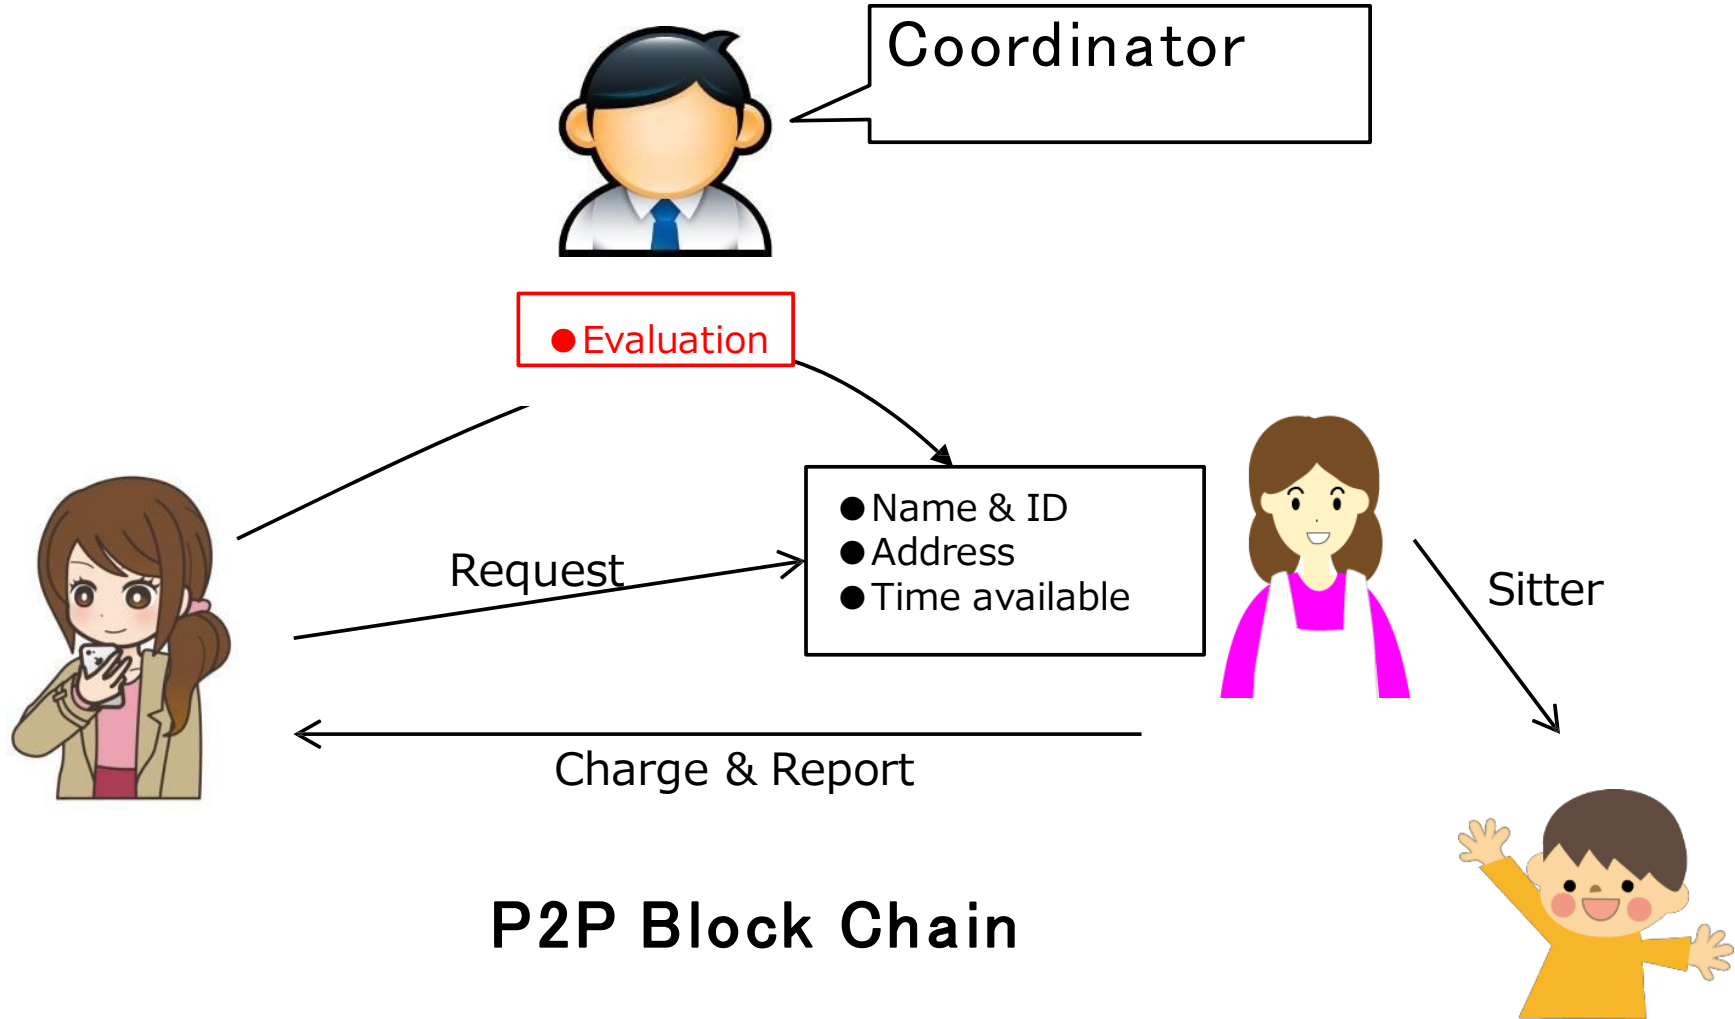 Coordinator
●Evaluation
●Name & ID
●Address
●Time available
Request
Sitter
Charge & Report
P2P Block Chain